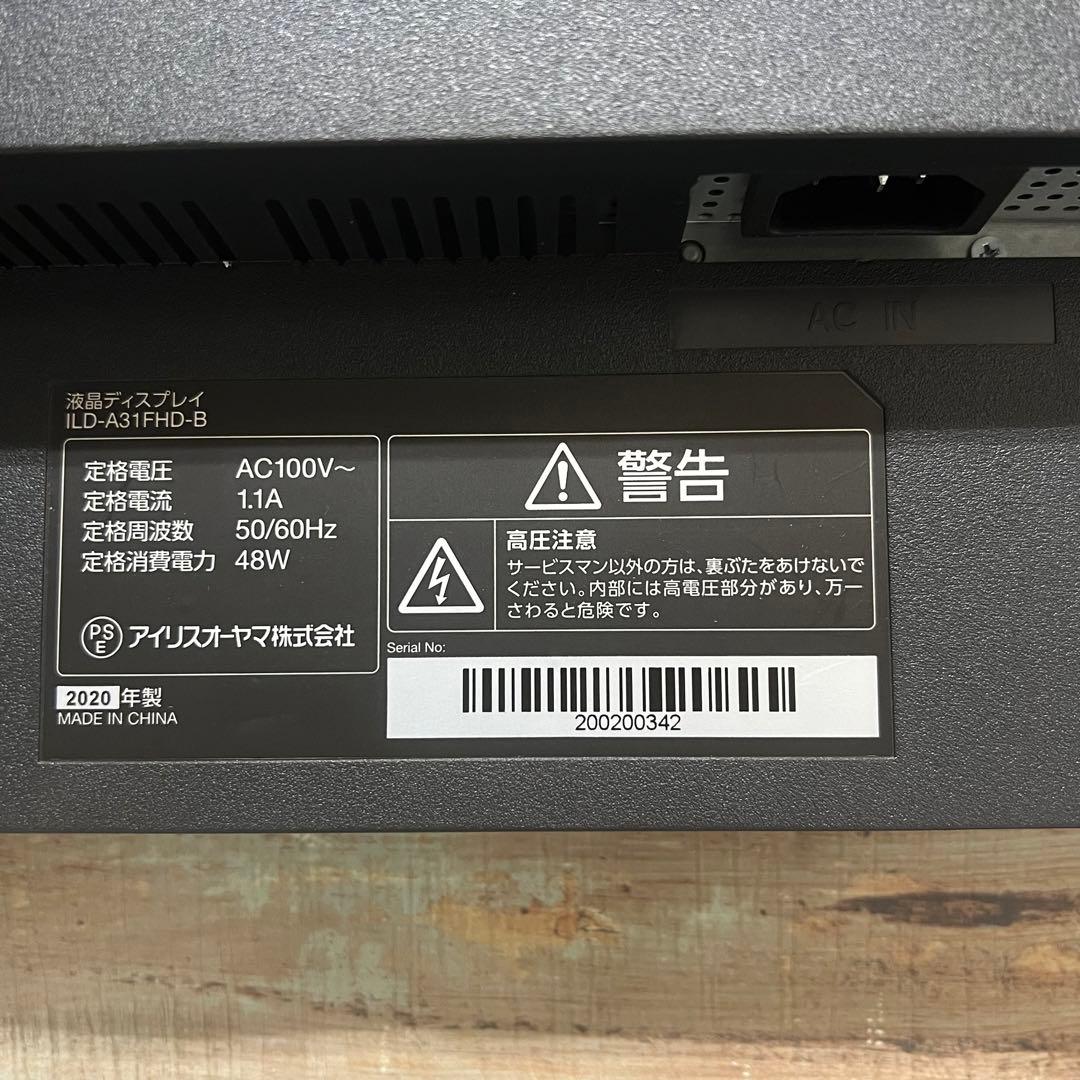 AC IN
液晶ディスプレイ
ILD-A31FHD-B
定格電圧 AC100V～
定格電流 1.1A
定格周波数 50/60Hz
定格消費電力 48W
PSE アイリスオーヤマ株式会社
2020年製
MADE IN CHINA
警告
高圧注意
サービスマン以外の方は、裏ぶたをあけないで
ください。内部には高電圧部分があり、万一
さわると危険です。
Serial No:
200200342